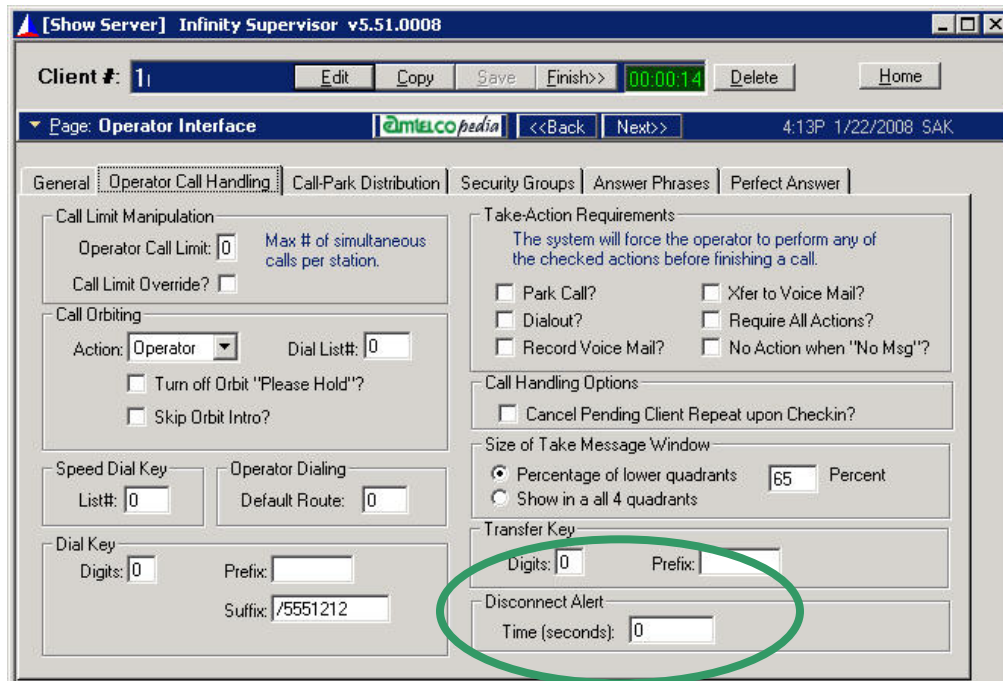 [Show Server] Infinity Supervisor v5.51.0008
Client #: 1 Edit Copy Save Finish>> 00:00:14 Delete Home
Page: Operator Interface amtelco pedia <<Back Next>> 4:13P 1/22/2008 SAK
General Operator Call Handling Call-Park Distribution Security Groups Answer Phrases Perfect Answer
Call Limit Manipulation
Operator Call Limit: 0
Max # of simultaneous
calls per station.
Call Limit Override?
Call Orbiting
Action: Operator Dial List#: 0
Turn off Orbit "Please Hold"?
Skip Orbit Intro?
Speed Dial Key
List#: 0
Operator Dialing
Default Route: 0
Dial Key
Digits: 0 Prefix:
Suffix: /5551212
Take-Action Requirements
The system will force the operator to perform any of
the checked actions before finishing a call.
Park Call? Xfer to Voice Mail?
Dialout? Require All Actions?
Record Voice Mail? No Action when "No Msg"?
Call Handling Options
Cancel Pending Client Repeat upon Checkin?
Size of Take Message Window
Percentage of lower quadrants 65 Percent
Show in a all 4 quadrants
Transfer Key
Digits: 0 Prefix:
Disconnect Alert
Time (seconds): 0